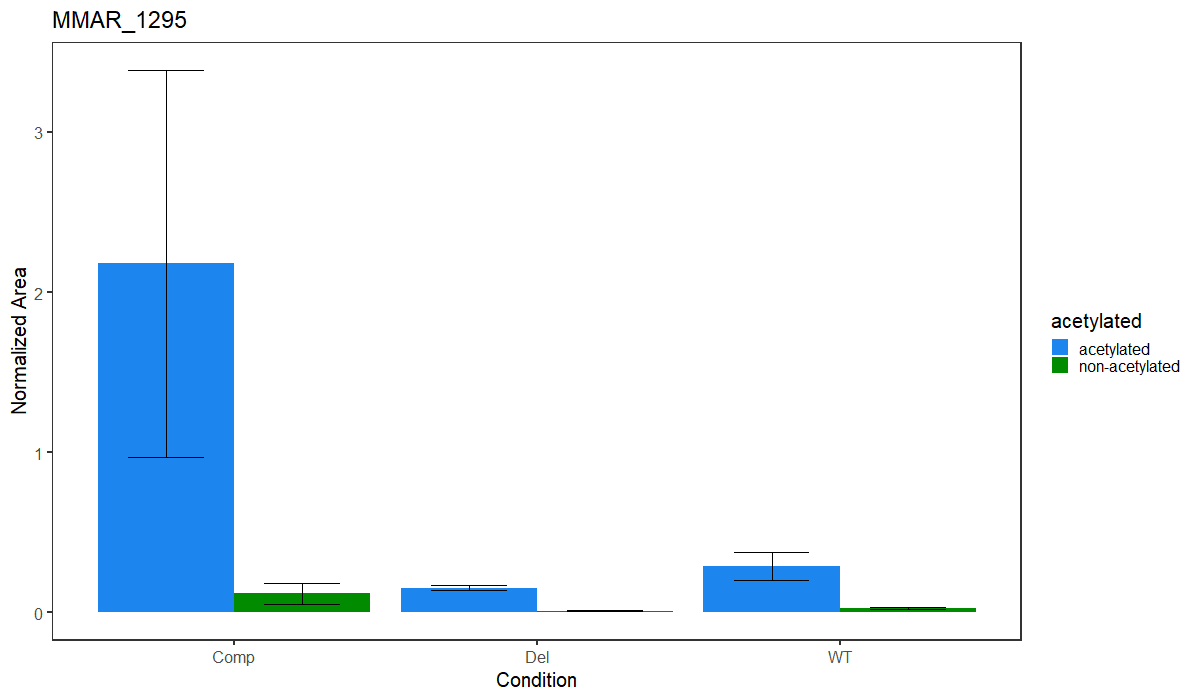 MMAR_1295
Normalized Area
3
2
1
0
Comp Del WT
Condition
acetylated
acetylated
non-acetylated